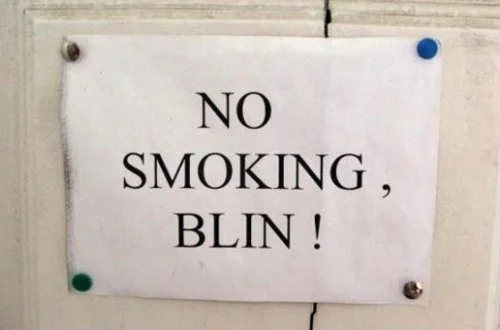 NO
SMOKING ,
BLIN !